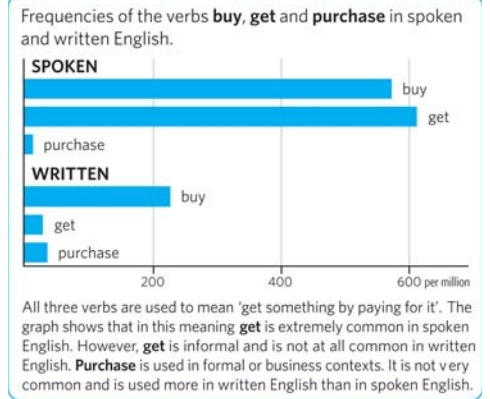 Frequencies of the verbs buy, get and purchase in spoken
and written English.
SPOKEN
buy
get
purchase
WRITTEN
buy
get
purchase
200 400 600 per million
All three verbs are used to mean ‘get something by paying for it’. The
graph shows that in this meaning get is extremely common in spoken
English. However, get is informal and is not at all common in written
English. Purchase is used in formal or business contexts. It is not very
common and is used more in written English than in spoken English.